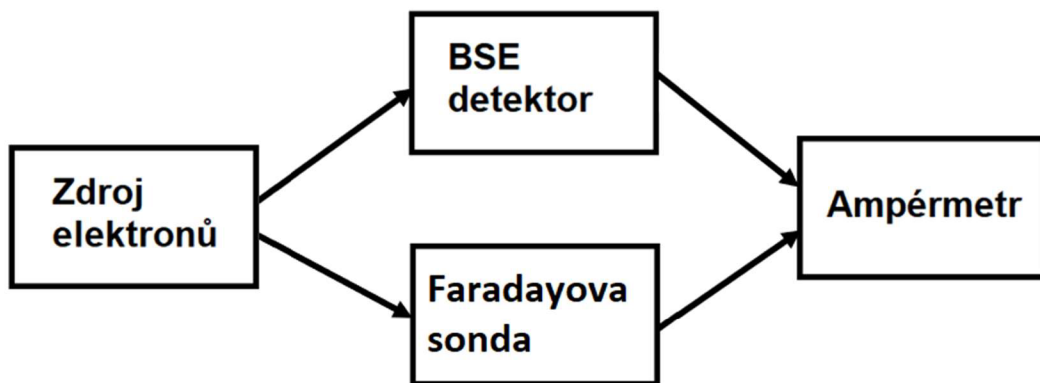 BSE
detektor
Zdroj
elektronů
Ampérmetr
Faradayova
sonda